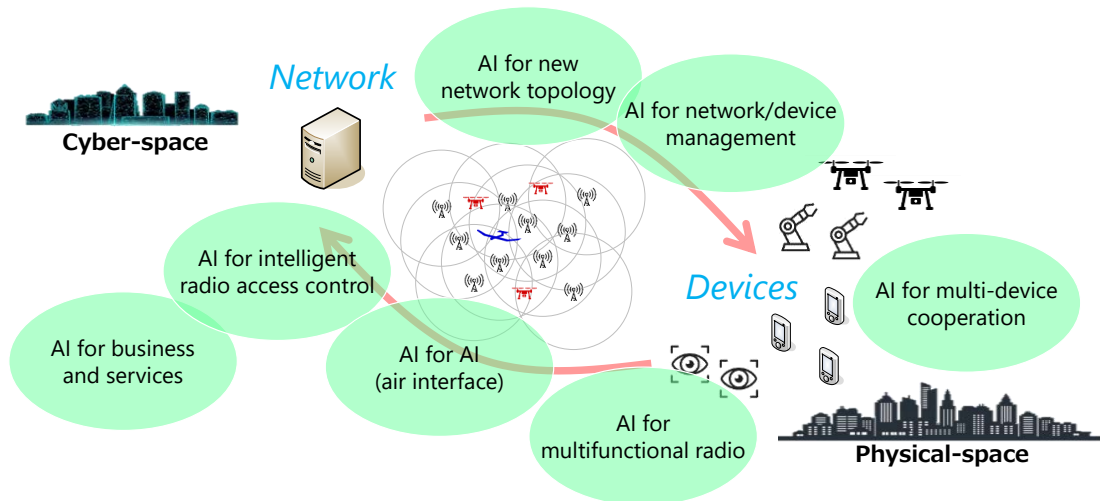 AI for new
network topology
Network
AI for network/device
management
Cyber-space
AI for intelligent
radio access control
Devices
AI for multi-device
cooperation
AI for business
and services
AI for AI
(air interface)
AI for
multifunctional radio
Physical-space